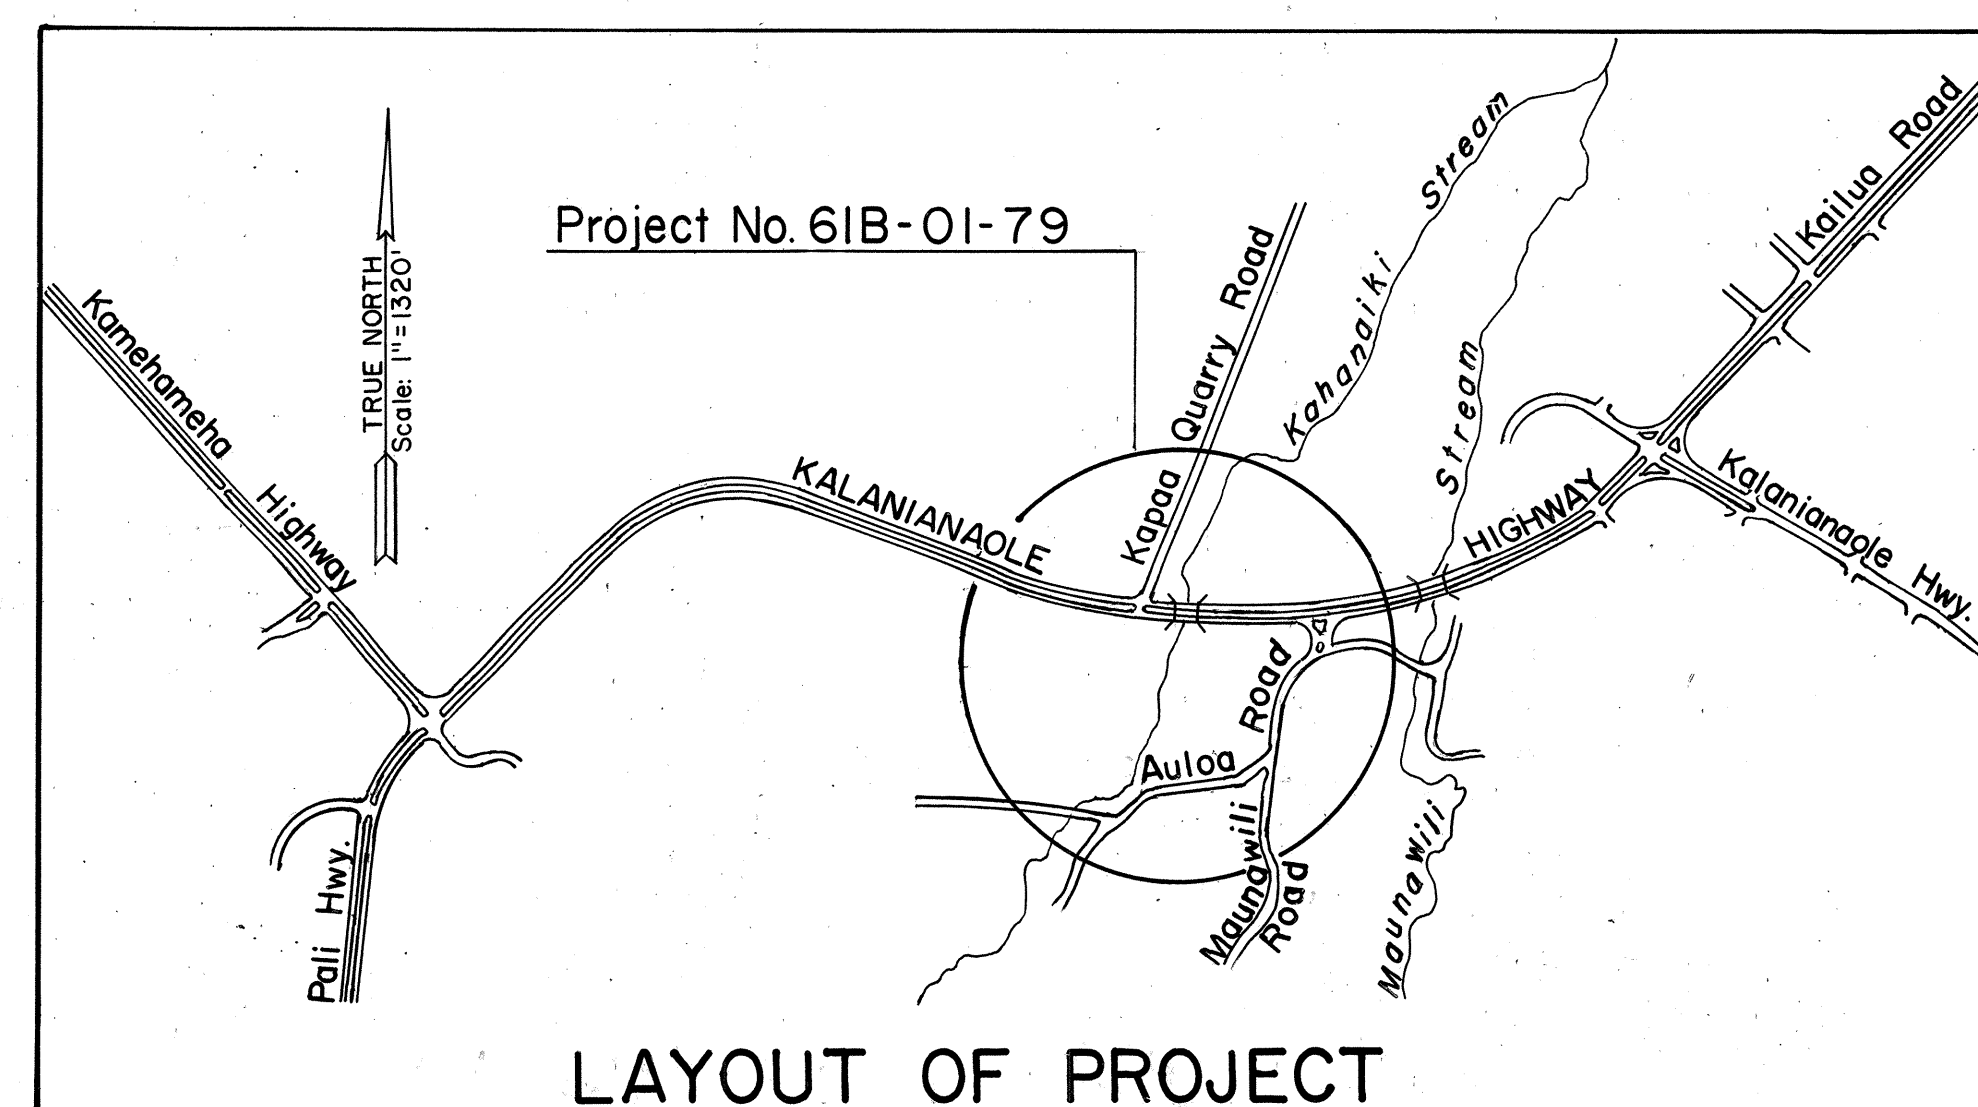 Project No. 61B-01-79
TRUE NORTH
Scale: 1"=1320'
Kamehameha Highway
Pali Hwy.
KALANIANAOLE HIGHWAY
Kapaa Quarry Road
Kahanaiki Stream
Maunawili Stream
Kailua Road
Kalanianaole Hwy.
Auloa Road
Maunawili
Road
LAYOUT OF PROJECT